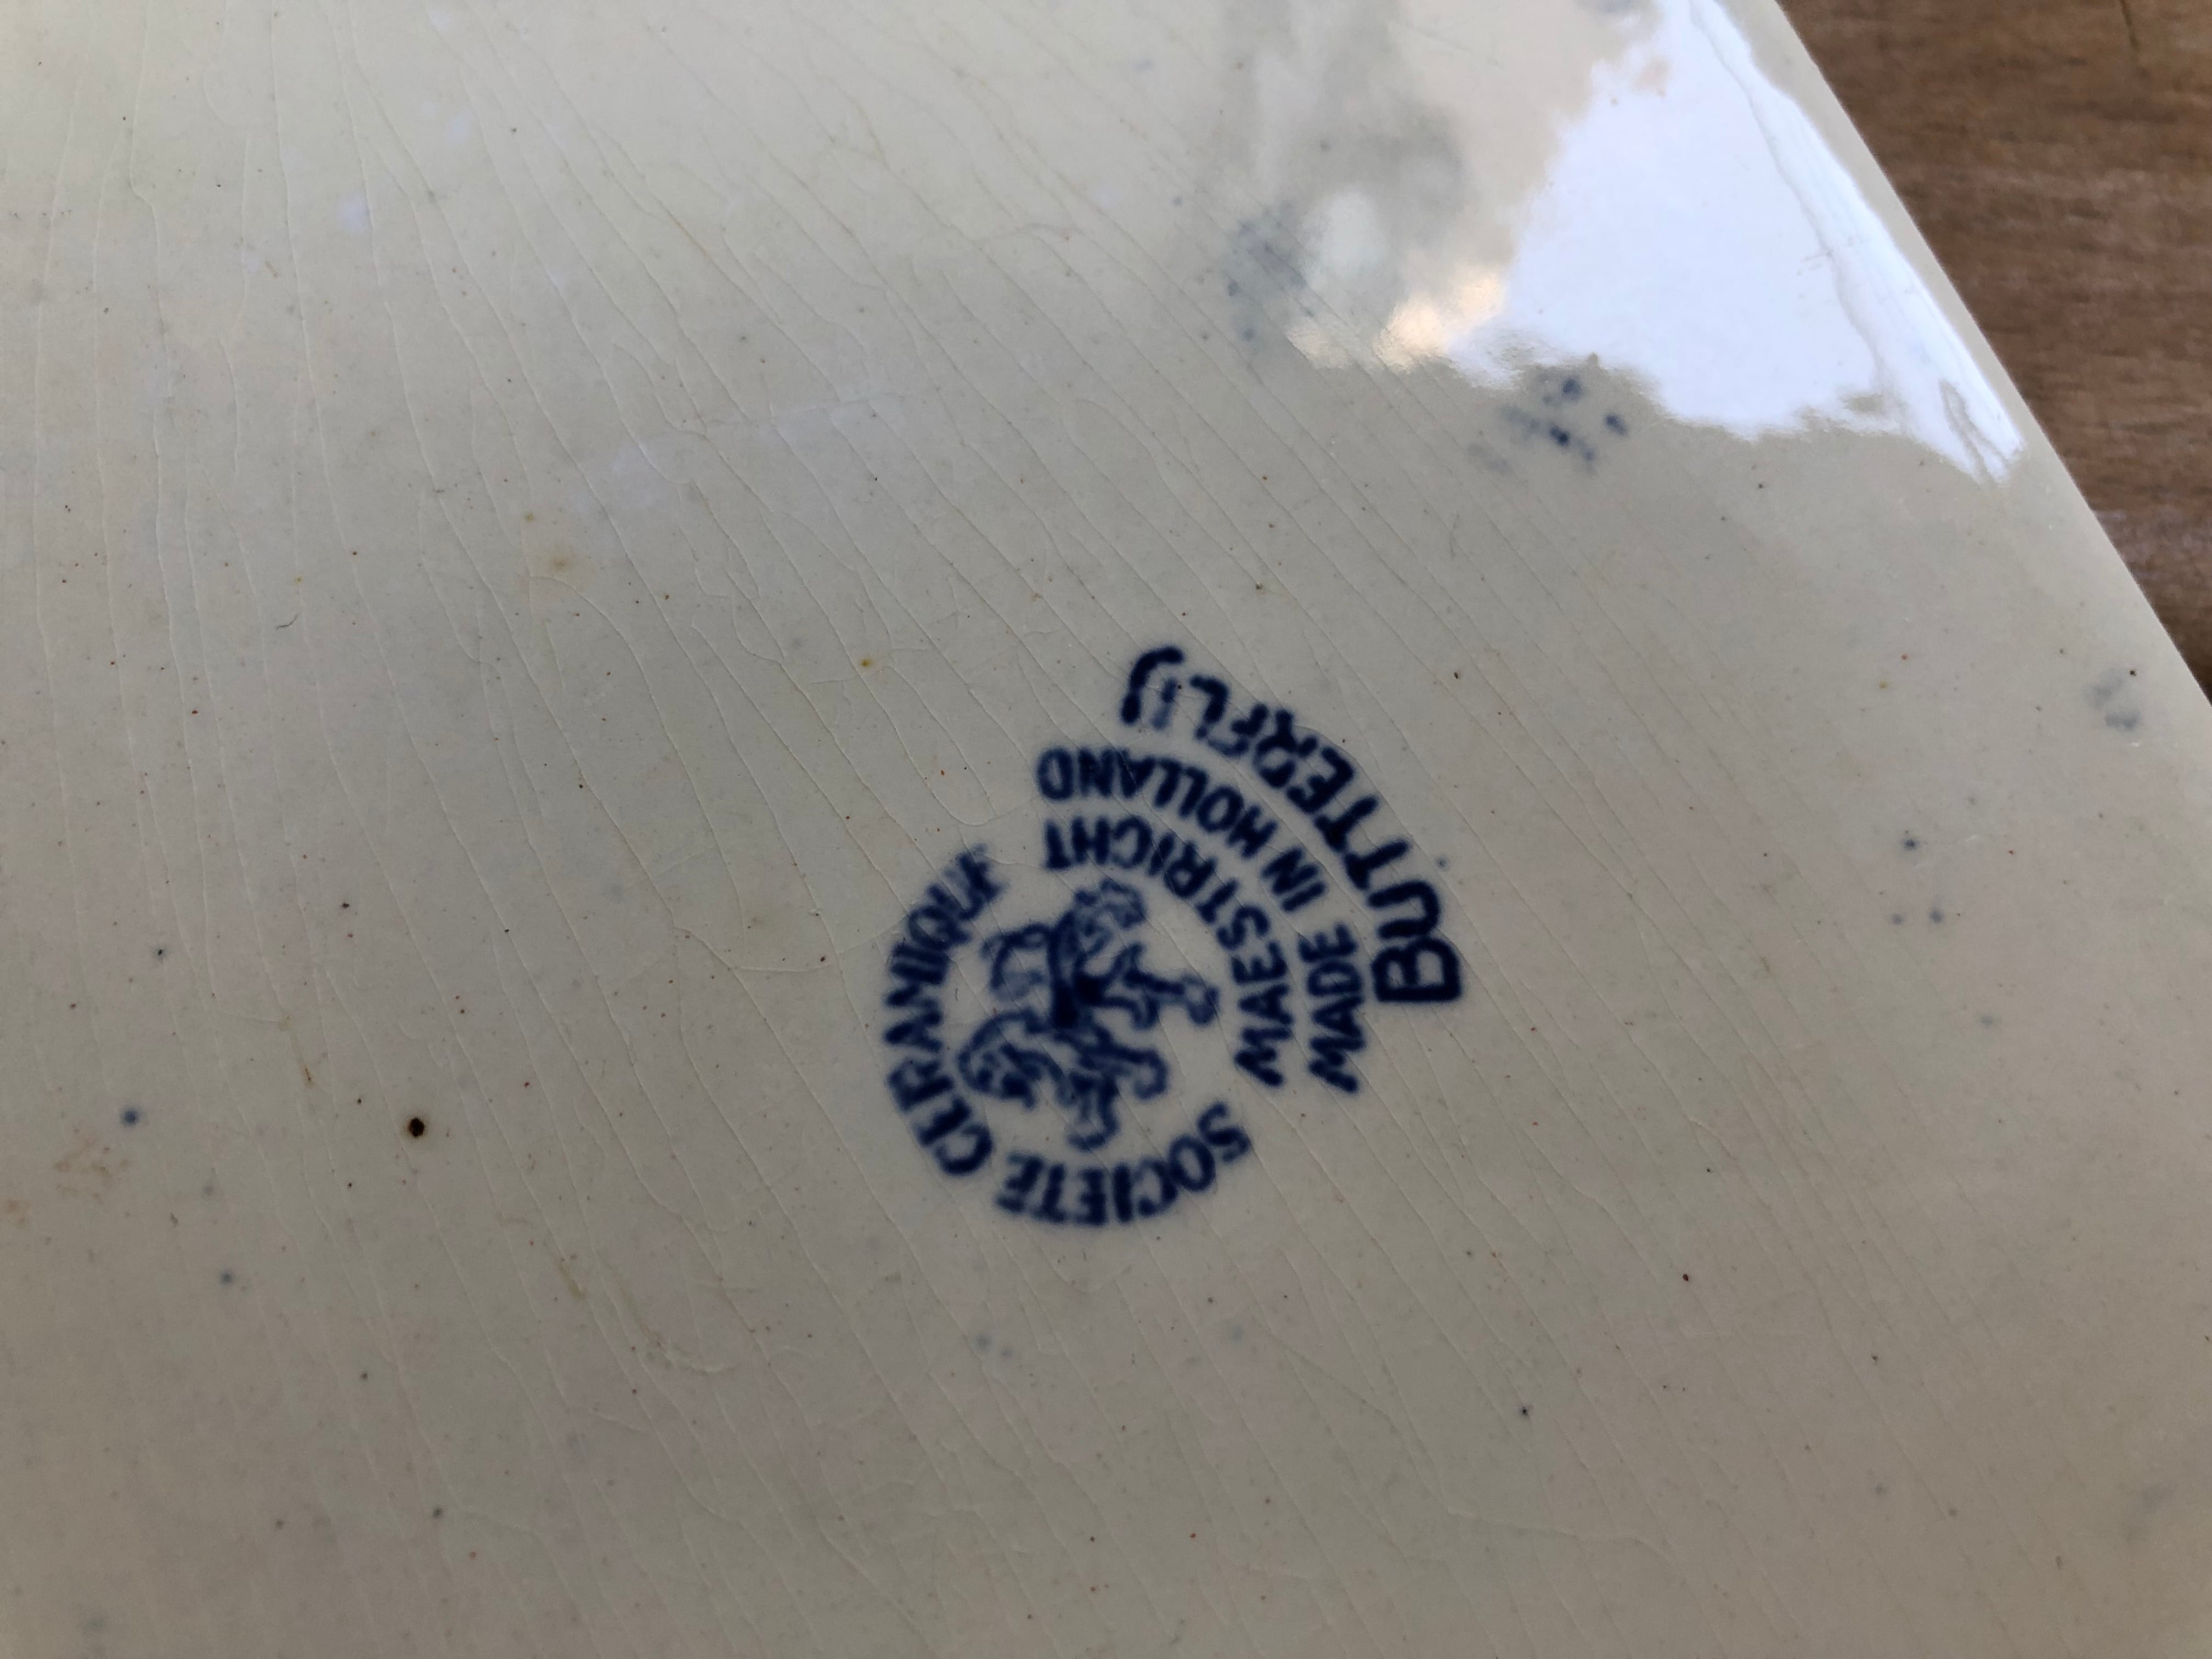 SOCIETE CERAMIQUE
MAESTRICHT
MADE IN HOLLAND
BUTTERFLY